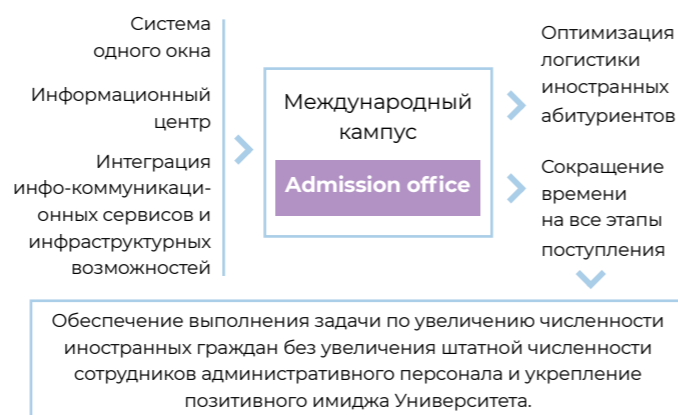 Система
одного окна
Информационный
центр
Интеграция
инфо-коммуникаци-
онных сервисов и
инфраструктурных
возможностей
Международный
кампус
Admission office
Оптимизация
логистики
иностранных
абитуриентов
Сокращение
времени
на все этапы
поступления
Обеспечение выполнения задачи по увеличению численности
иностранных граждан без увеличения штатной численности
сотрудников административного персонала и укрепление
позитивного имиджа Университета.